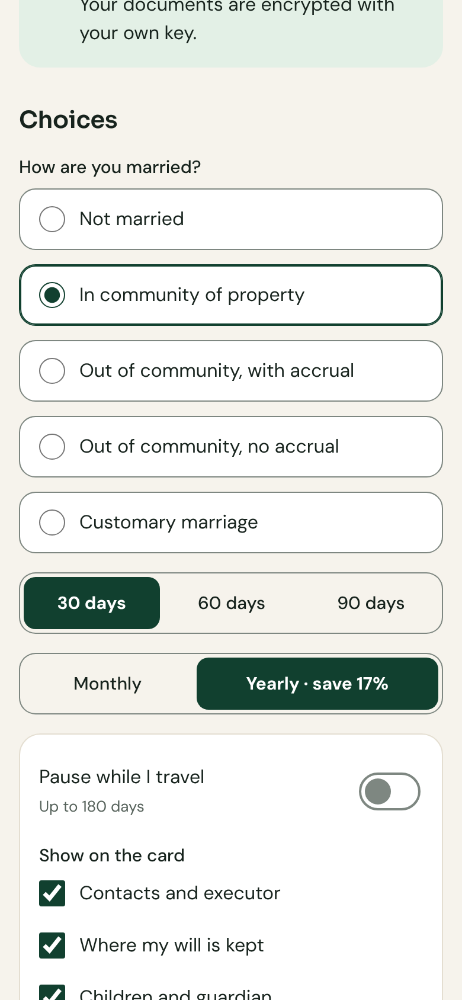 Your documents are encrypted with
your own key.
Choices
How are you married?
Not married
In community of property
Out of community, with accrual
Out of community, no accrual
Customary marriage
30 days
60 days
90 days
Monthly
Yearly · save 17%
Pause while I travel
Up to 180 days
Show on the card
Contacts and executor
Where my will is kept
Children and guardian